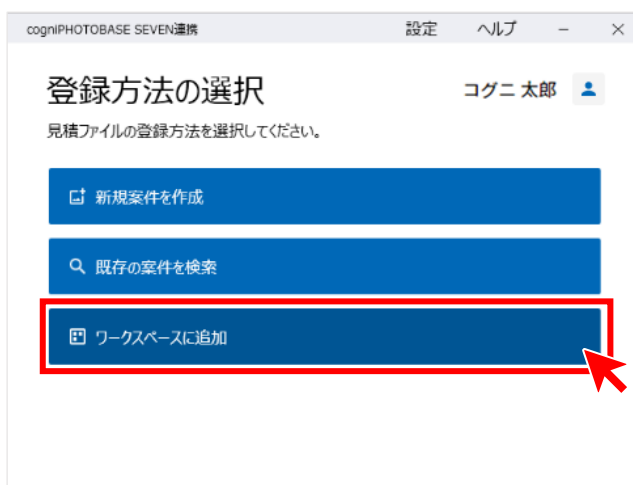 cogniPHOTOBASE SEVEN連携 設定 ヘルプ
登録方法の選択
コグニ 太郎
見積ファイルの登録方法を選択してください。
新規案件を作成
既存の案件を検索
ワークスペースに追加